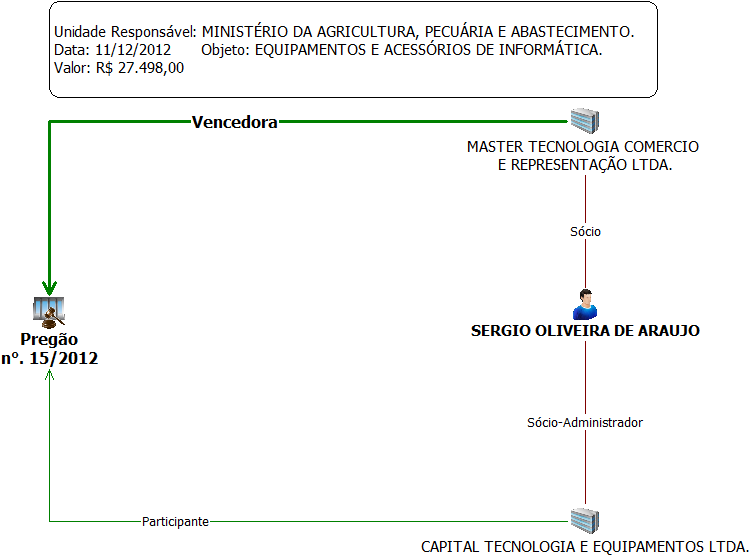 Unidade Responsável: MINISTÉRIO DA AGRICULTURA, PECUÁRIA E ABASTECIMENTO.
Data: 11/12/2012 Objeto: EQUIPAMENTOS E ACESSÓRIOS DE INFORMÁTICA.
Valor: R$ 27.498,00
Vencedora
MASTER TECNOLOGIA COMERCIO
E REPRESENTAÇÃO LTDA.
Sócio
SERGIO OLIVEIRA DE ARAUJO
Pregão
nº. 15/2012
Sócio-Administrador
Participante
CAPITAL TECNOLOGIA E EQUIPAMENTOS LTDA.